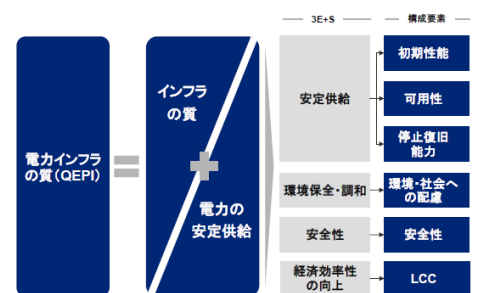 3E+S
構成要素
電力インフラ
の質(QEPI)
インフラ
の質
電力の
安定供給
安定供給
初期性能
可用性
停止復旧
能力
環境保全・調和
環境・社会へ
の配慮
安全性
安全性
経済効率性
の向上
LCC